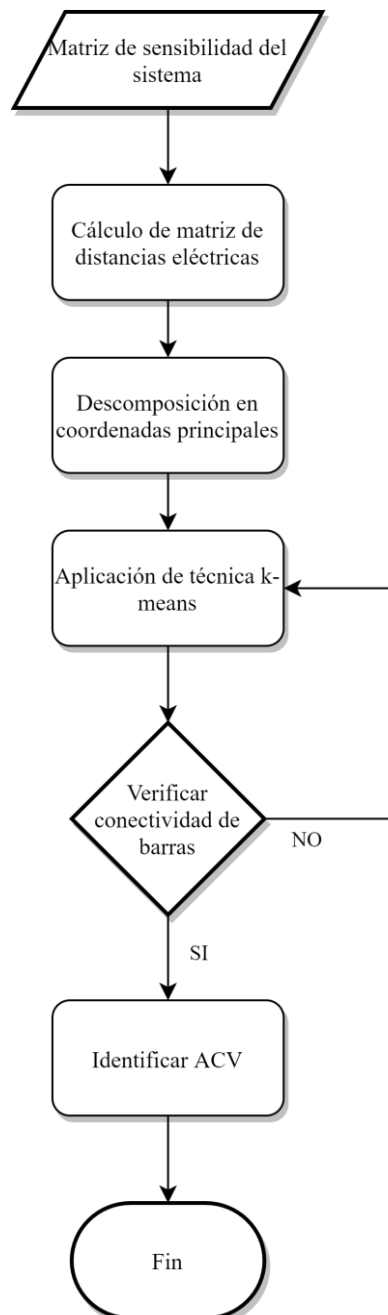 Matriz de sensibilidad del
sistema
Cálculo de matriz de
distancias eléctricas
Descomposición en
coordenadas principales
Aplicación de técnica k-
means
Verificar
conectividad de
barras
NO
SI
Identificar ACV
Fin